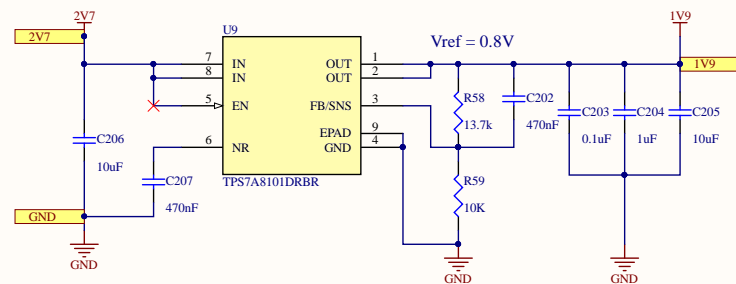 2V7
2V7
U9
Vref = 0.8V
1V9
1V9
7 IN OUT 1
8 IN OUT 2
5 EN FB/SNS 3
EPAD 9
6 NR GND 4
TPS7A8101DRBR
C206
10uF
C207
470nF
R58
13.7k
C202
470nF
R59
10K
C203
0.1uF
C204
1uF
C205
10uF
GND
GND
GND
GND